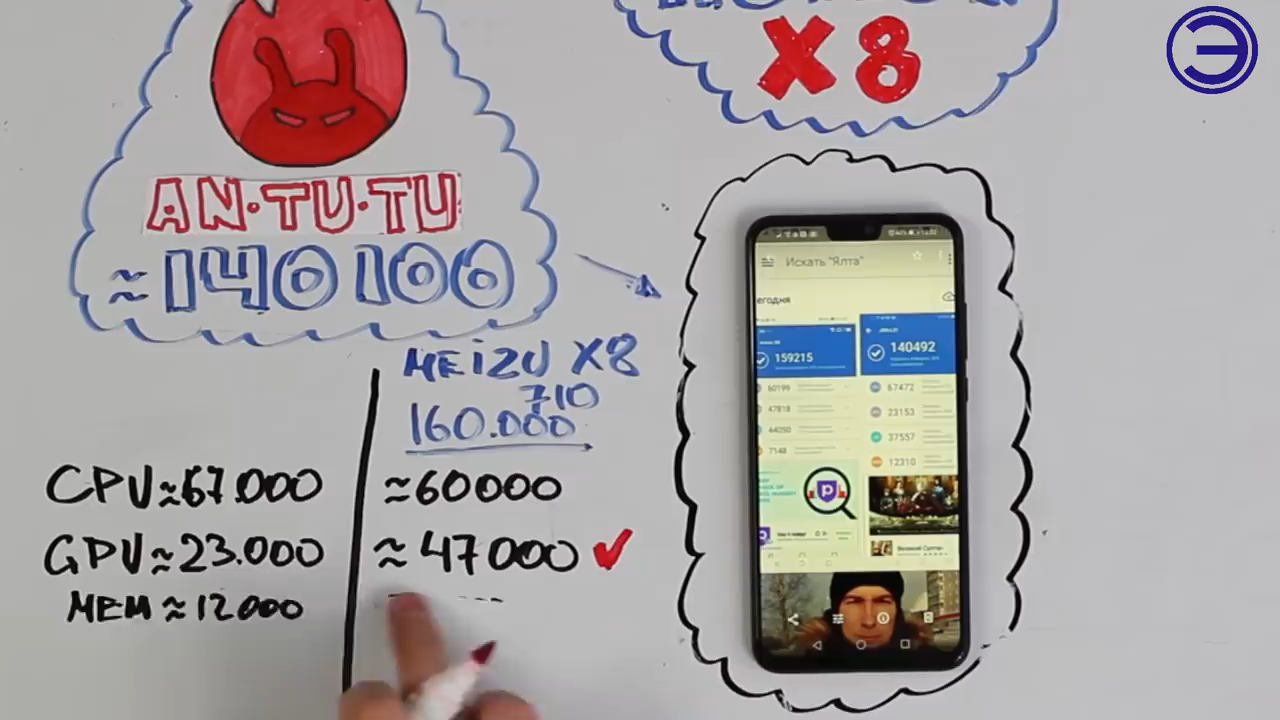 X8
Э
AN·TU·TU
≈140100
MEIZU X8
710
160.000
CPU≈67.000
≈60000
GPU≈23.000
≈47000
MEM≈12.000
Искать "Ялта"
егодня
159215
140492
60199
67472
47818
23153
44050
37557
7148
12310
Великий Султан